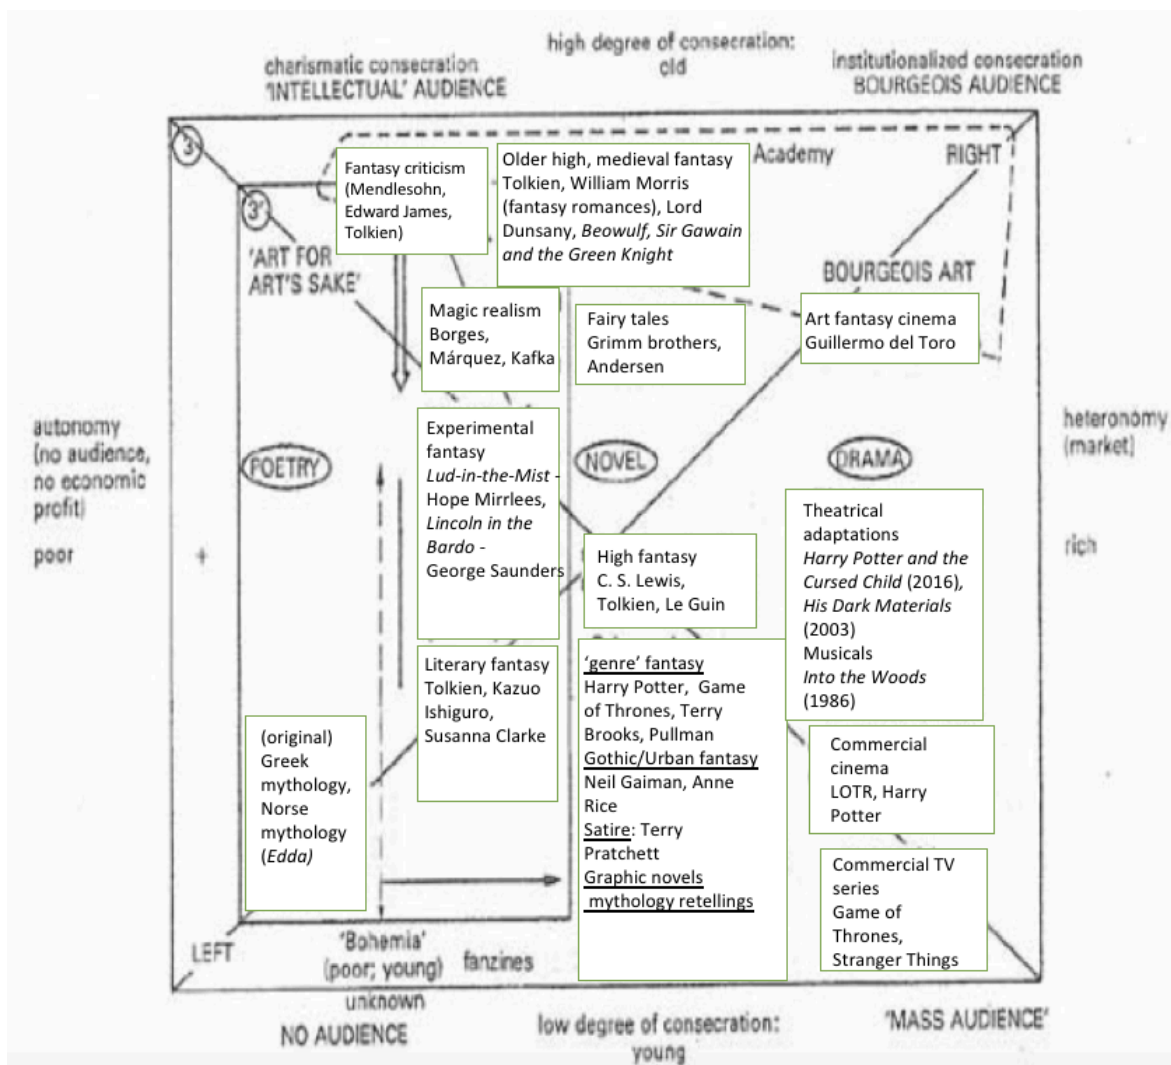 high degree of consecration:
old
charismatic consecration
'INTELLECTUAL' AUDIENCE
institutionalized consecration
BOURGEOIS AUDIENCE
3
3'
Fantasy criticism
(Mendlesohn,
Edward James,
Tolkien)
Older high, medieval fantasy
Tolkien, William Morris
(fantasy romances), Lord
Dunsany, Beowulf, Sir Gawain
and the Green Knight
Academy
RIGHT
'ART FOR
ART'S SAKE'
BOURGEOIS ART
Magic realism
Borges,
Márquez, Kafka
Fairy tales
Grimm brothers,
Andersen
Art fantasy cinema
Guillermo del Toro
autonomy
(no audience,
no economic
profit)
poor
+
POETRY
Experimental
fantasy
Lud-in-the-Mist -
Hope Mirrlees,
Lincoln in the
Bardo -
George Saunders
NOVEL
DRAMA
heteronomy
(market)
rich
High fantasy
C. S. Lewis,
Tolkien, Le Guin
Theatrical
adaptations
Harry Potter and the
Cursed Child (2016),
His Dark Materials
(2003)
Musicals
Into the Woods
(1986)
Literary fantasy
Tolkien, Kazuo
Ishiguro,
Susanna Clarke
'genre' fantasy
Harry Potter, Game
of Thrones, Terry
Brooks, Pullman
Gothic/Urban fantasy
Neil Gaiman, Anne
Rice
Satire: Terry
Pratchett
Graphic novels
mythology retellings
(original)
Greek
mythology,
Norse
mythology
(Edda)
Commercial
cinema
LOTR, Harry
Potter
Commercial TV
series
Game of
Thrones,
Stranger Things
LEFT
'Bohemia'
(poor; young)
fanzines
unknown
NO AUDIENCE
low degree of consecration:
young
'MASS AUDIENCE'